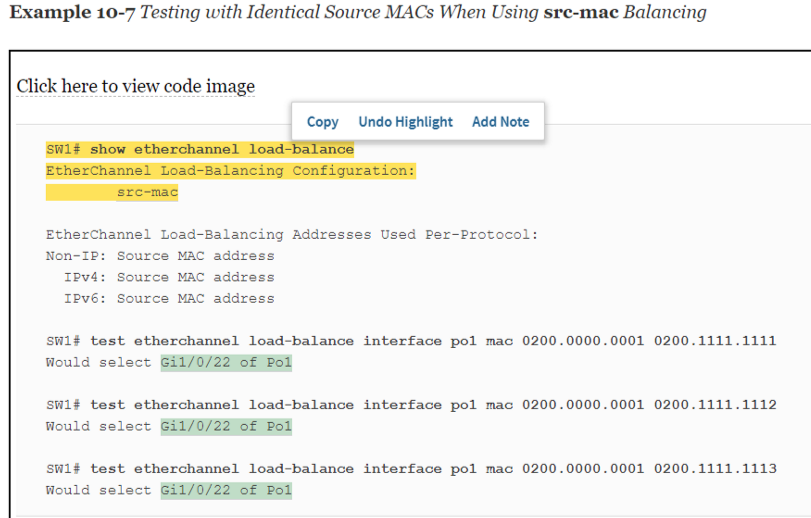 Example 10-7 Testing with Identical Source MACs When Using src-mac Balancing
Click here to view code image
Copy Undo Highlight Add Note
SW1# show etherchannel load-balance
EtherChannel Load-Balancing Configuration:
src-mac
EtherChannel Load-Balancing Addresses Used Per-Protocol:
Non-IP: Source MAC address
IPv4: Source MAC address
IPv6: Source MAC address
SW1# test etherchannel load-balance interface po1 mac 0200.0000.0001 0200.1111.1111
Would select Gi1/0/22 of Po1
SW1# test etherchannel load-balance interface po1 mac 0200.0000.0001 0200.1111.1112
Would select Gi1/0/22 of Po1
SW1# test etherchannel load-balance interface po1 mac 0200.0000.0001 0200.1111.1113
Would select Gi1/0/22 of Po1